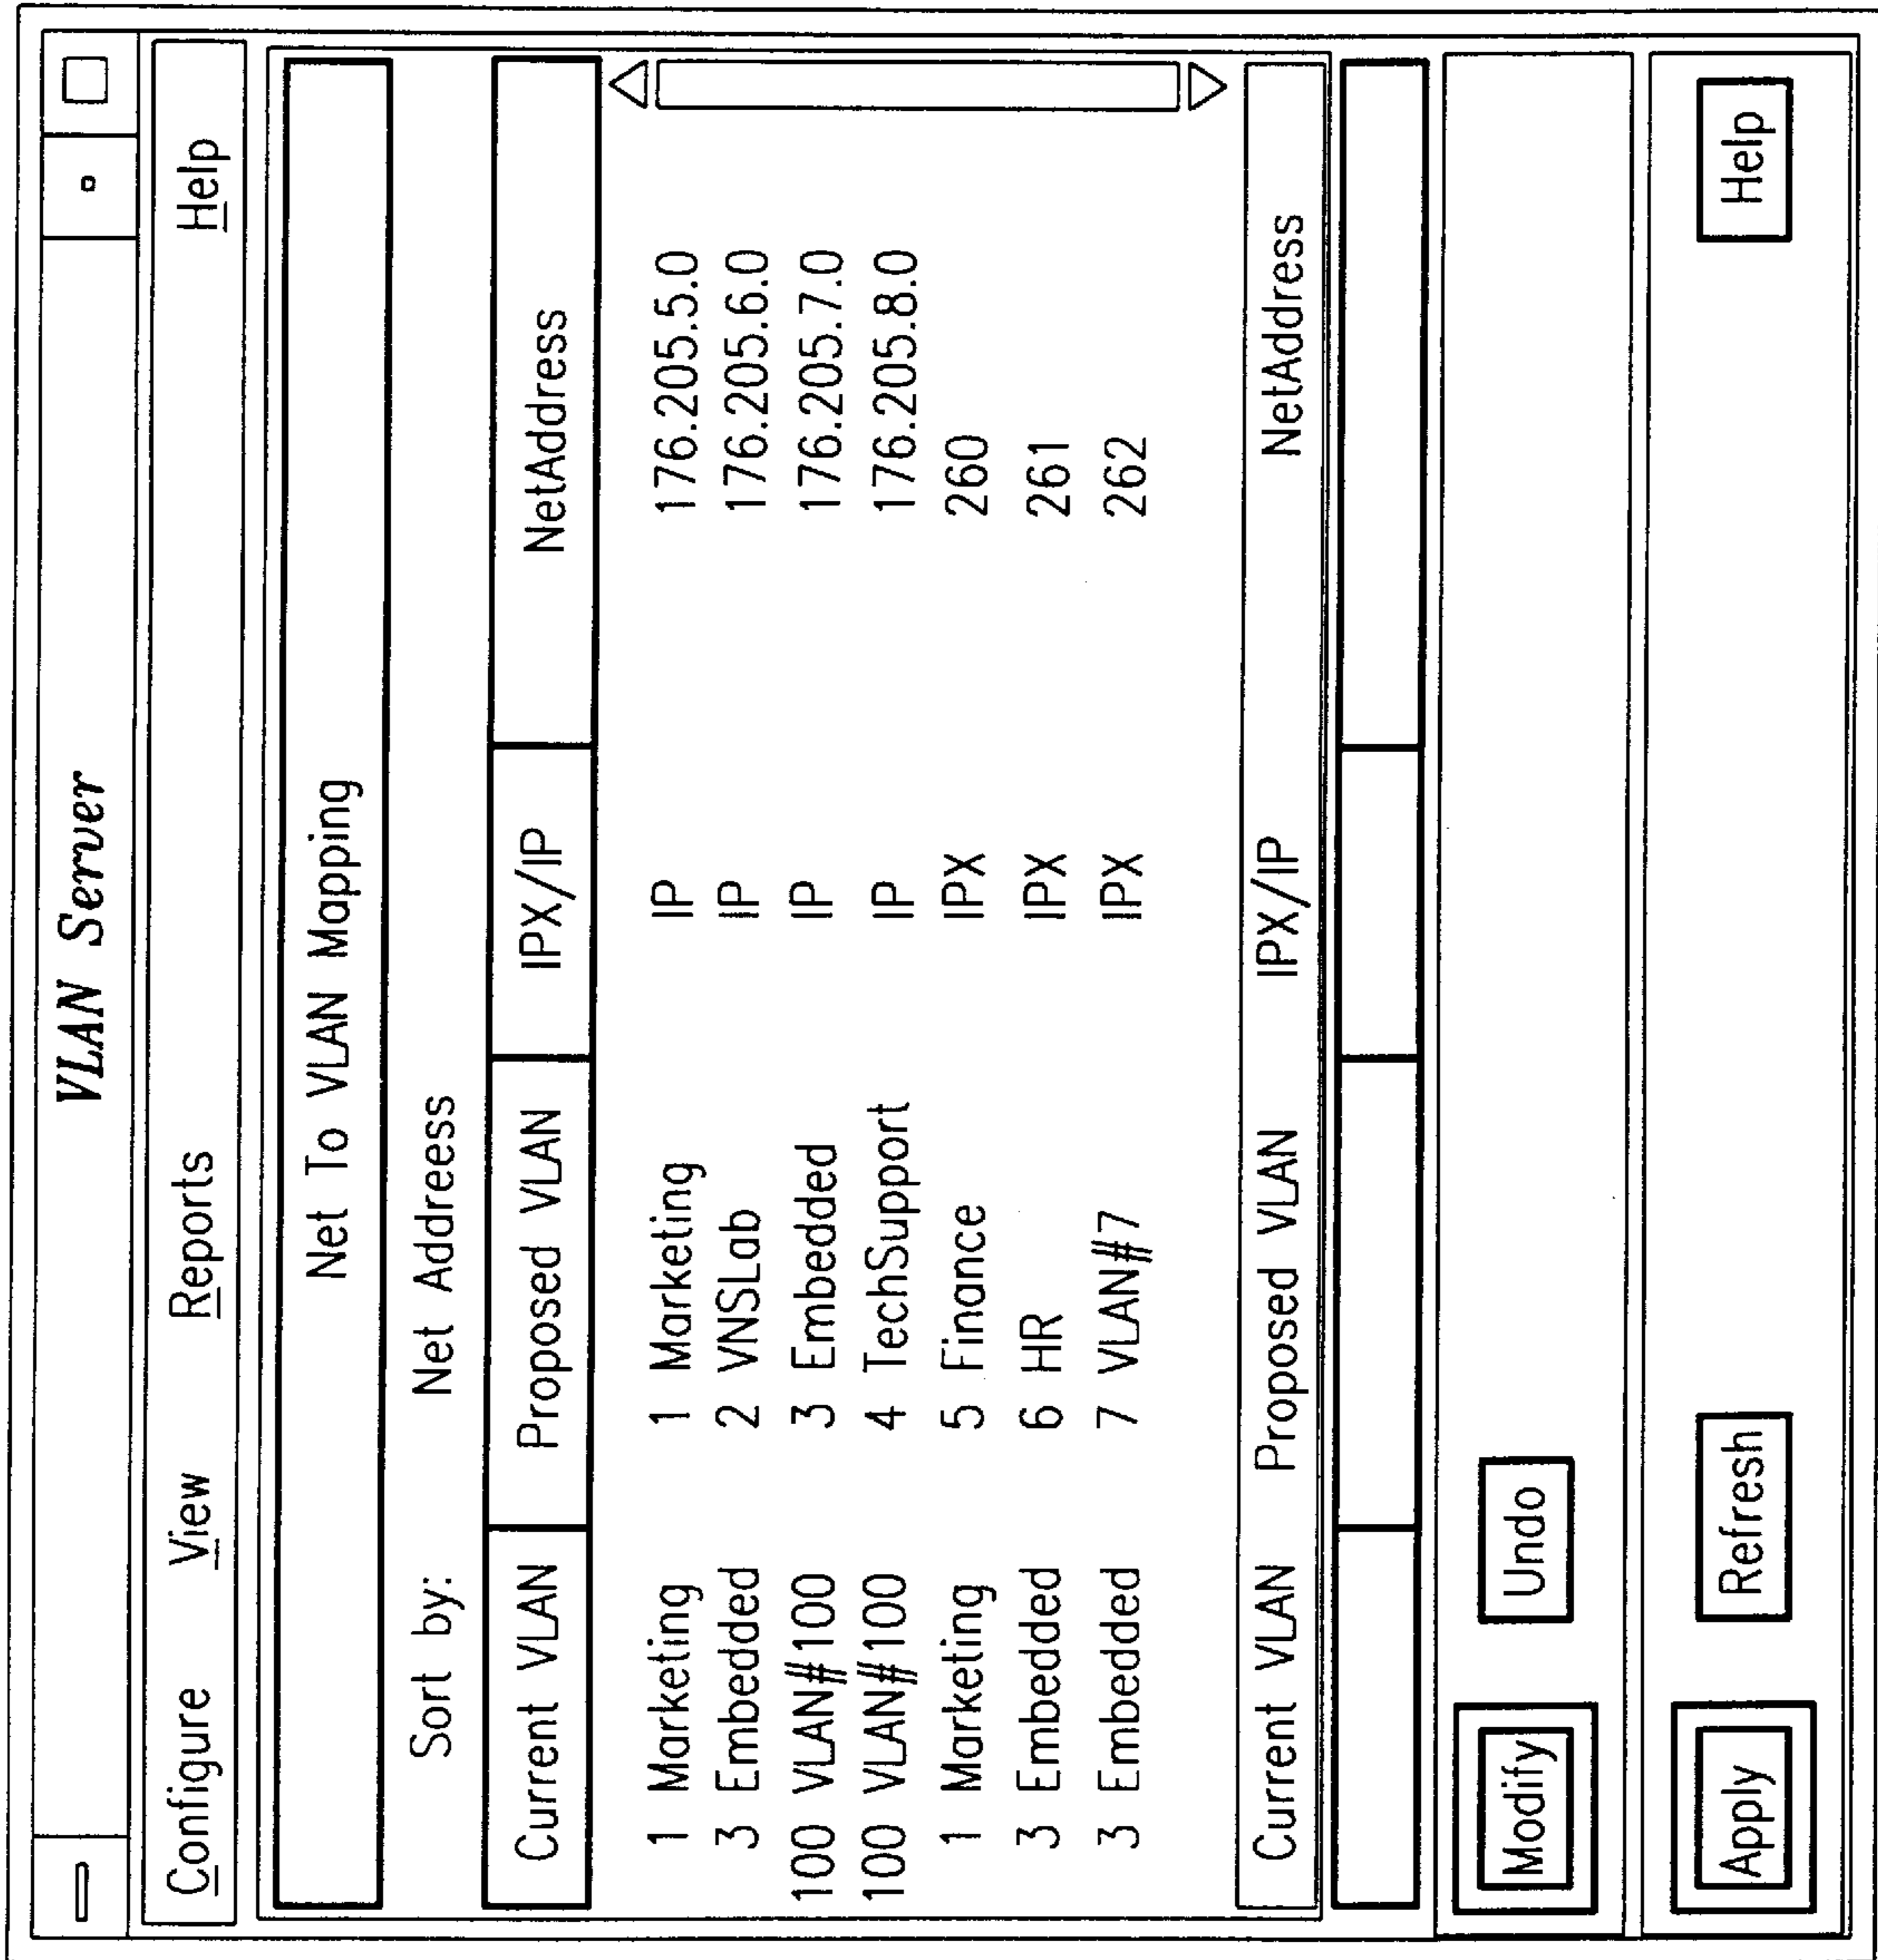 VLAN Server
Configure View Reports Help
Net To VLAN Mapping
Sort by: Net Address
Current VLAN Proposed VLAN IPX/IP NetAddress
1 Marketing 1 Marketing IP 176.205.5.0
3 Embedded 2 VNSLab IP 176.205.6.0
100 VLAN#100 3 Embedded IP 176.205.7.0
100 VLAN#100 4 TechSupport IP 176.205.8.0
1 Marketing 5 Finance IPX 260
3 Embedded 6 HR IPX 261
3 Embedded 7 VLAN#7 IPX 262
Current VLAN Proposed VLAN IPX/IP NetAddress
Modify Undo
Apply Refresh Help